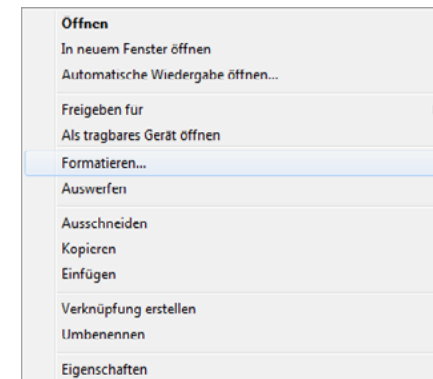 Öffnen
In neuem Fenster öffnen
Automatische Wiedergabe öffnen...
Freigeben für
Als tragbares Gerät öffnen
Formatieren...
Auswerfen
Ausschneiden
Kopieren
Einfügen
Verknüpfung erstellen
Umbenennen
Eigenschaften